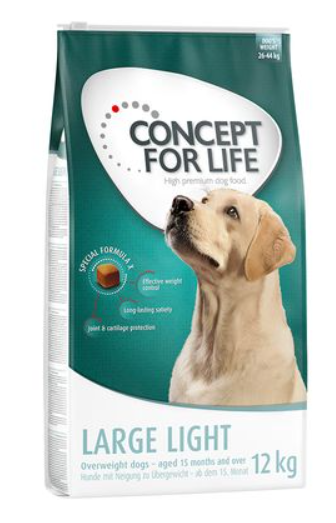 DOG'S
WEIGHT
26-44 kg
CONCEPT
FOR LIFE
High premium dog food.
SPECIAL FORMULA X
Effective weight
control
Long-lasting satiety
Joint & cartilage protection
LARGE LIGHT
Overweight dogs - aged 15 months and over
Hunde mit Neigung zu Übergewicht - ab dem 15. Monat
12 kg